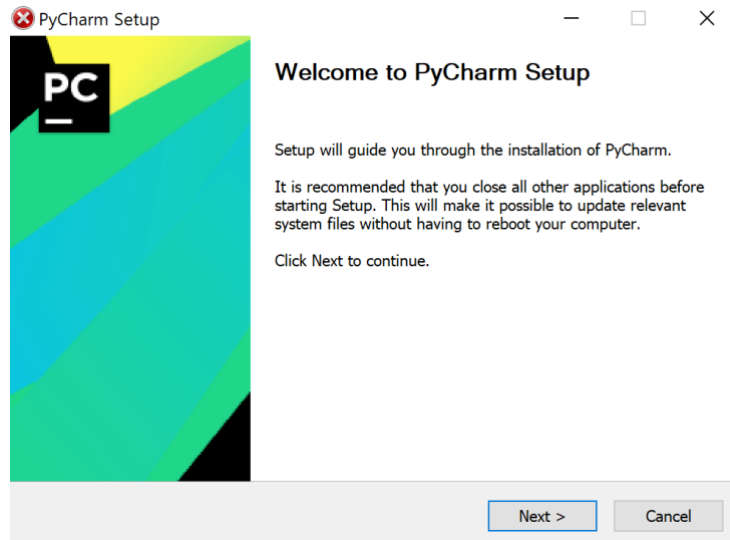 PyCharm Setup
PC
Welcome to PyCharm Setup
Setup will guide you through the installation of PyCharm.
It is recommended that you close all other applications before
starting Setup. This will make it possible to update relevant
system files without having to reboot your computer.
Click Next to continue.
Next >
Cancel